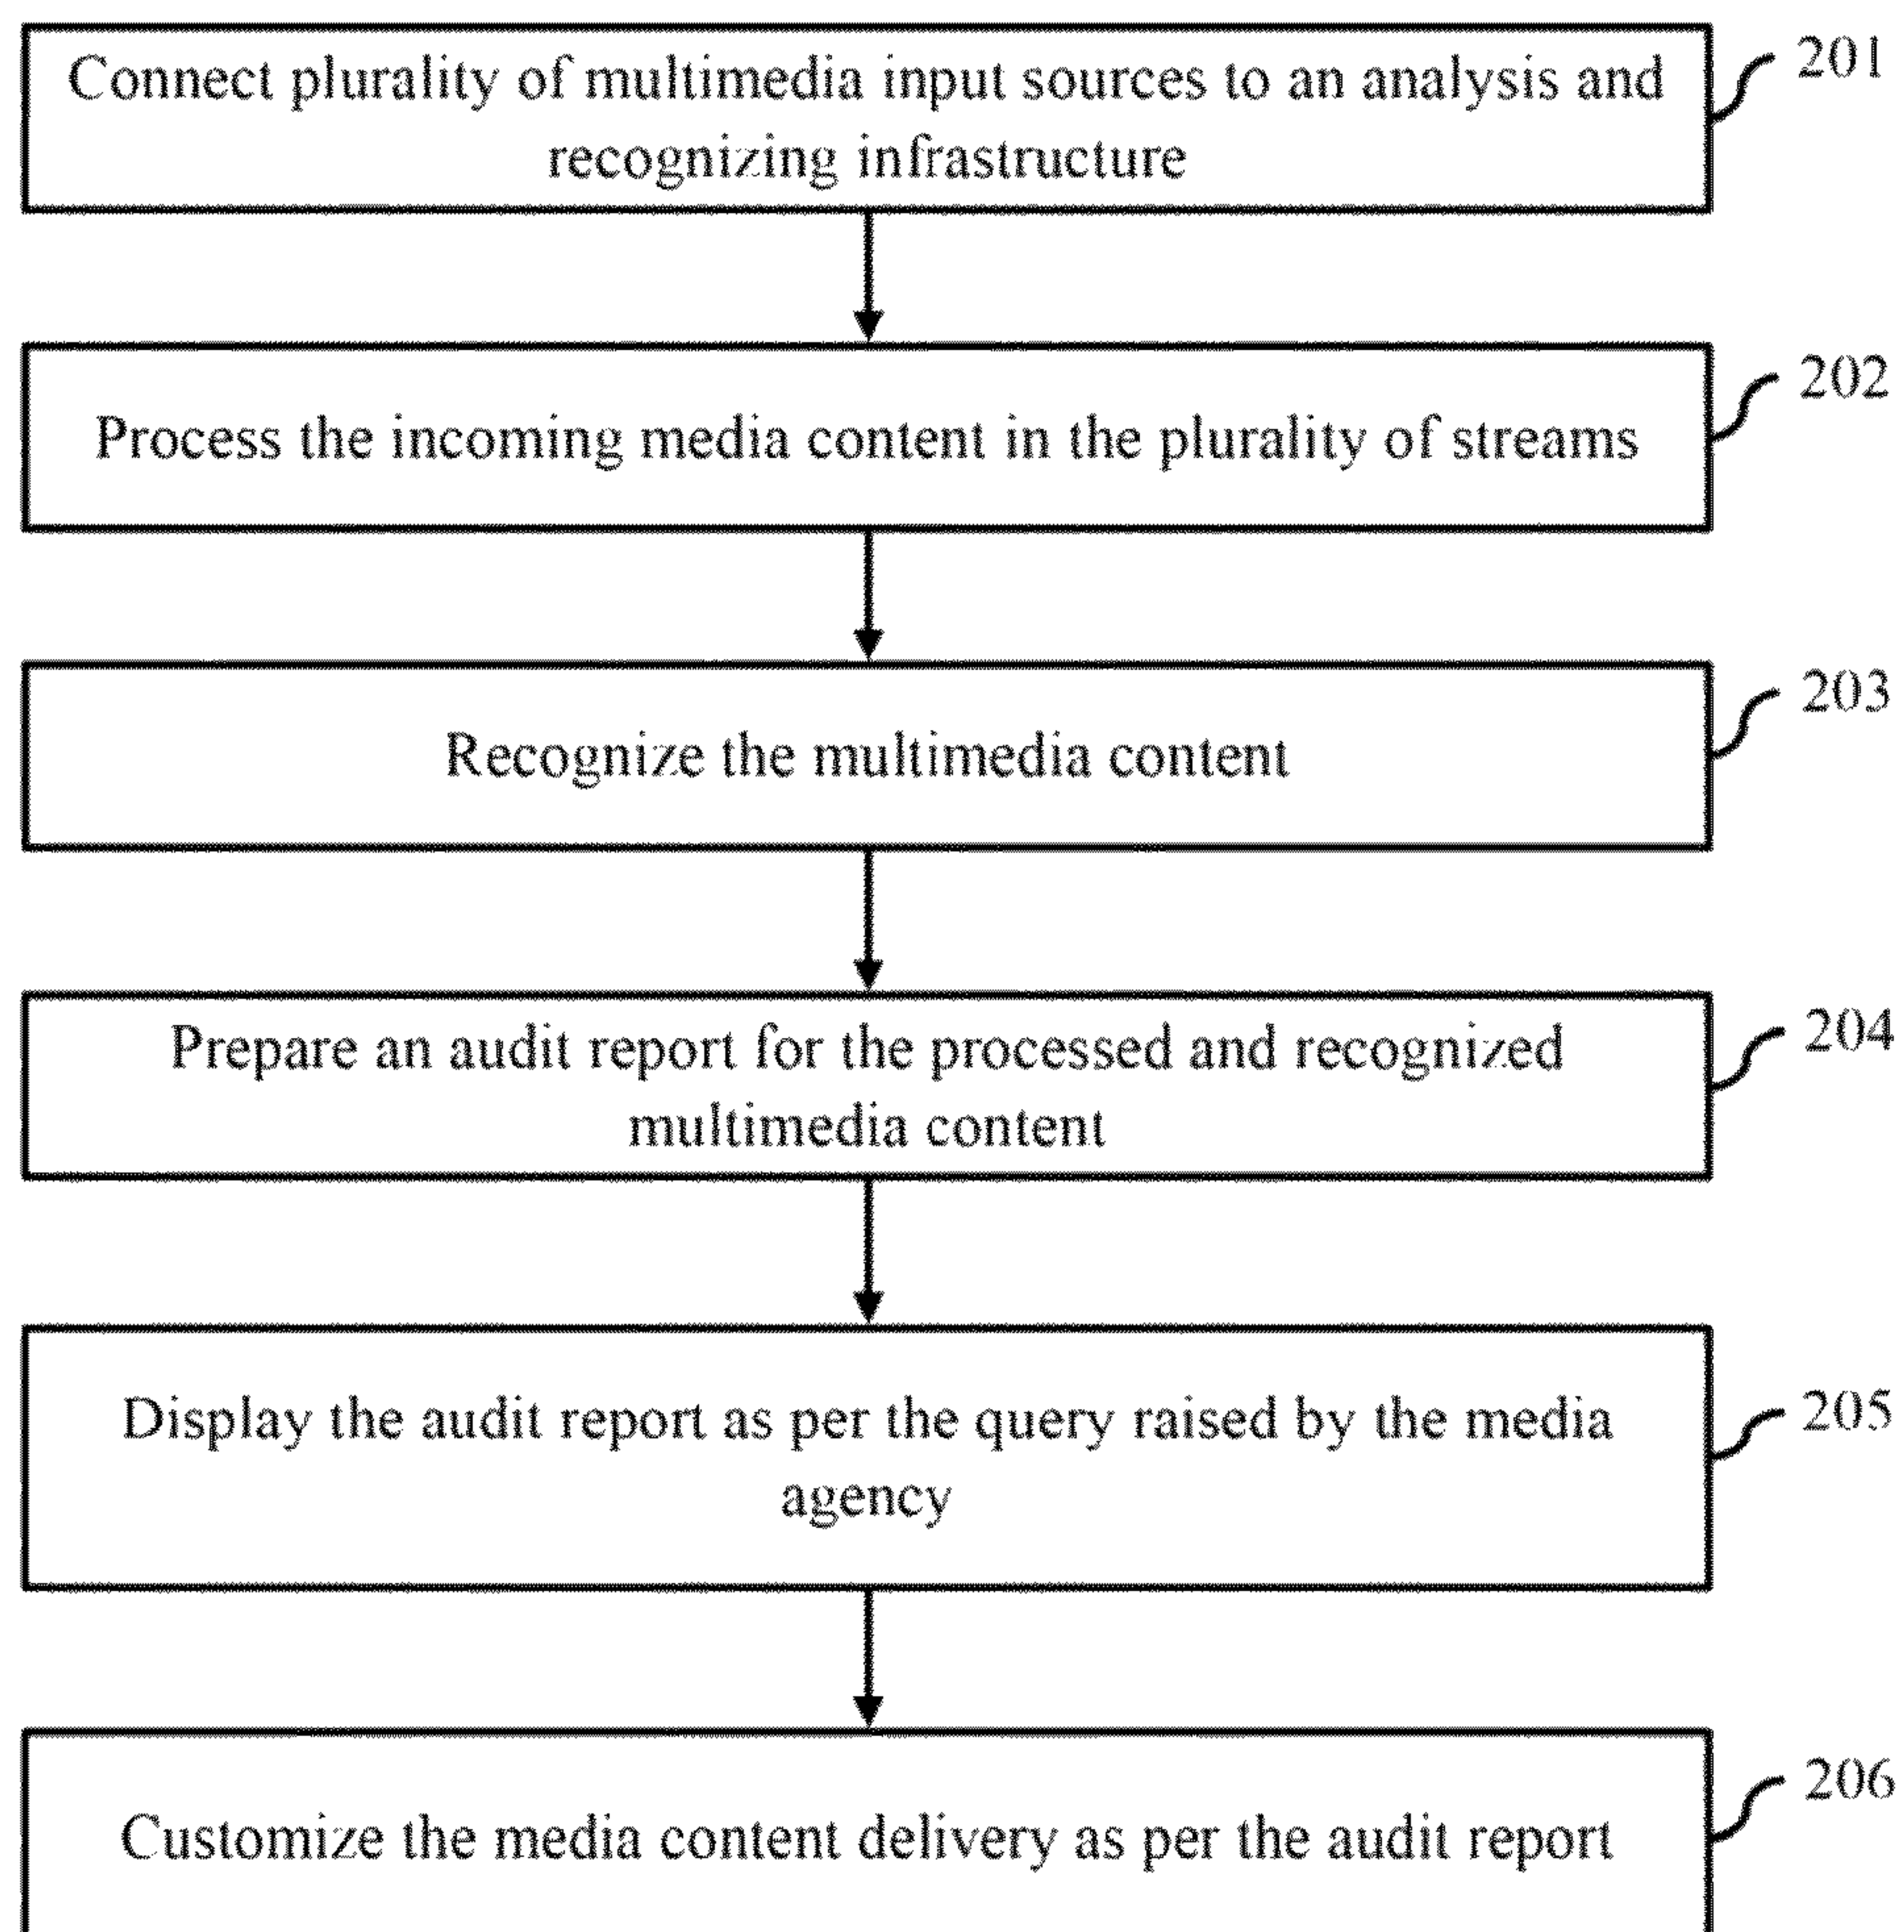 Connect plurality of multimedia input sources to an analysis and
recognizing infrastructure
201
Process the incoming media content in the plurality of streams
202
Recognize the multimedia content
203
Prepare an audit report for the processed and recognized
multimedia content
204
Display the audit report as per the query raised by the media
agency
205
Customize the media content delivery as per the audit report
206